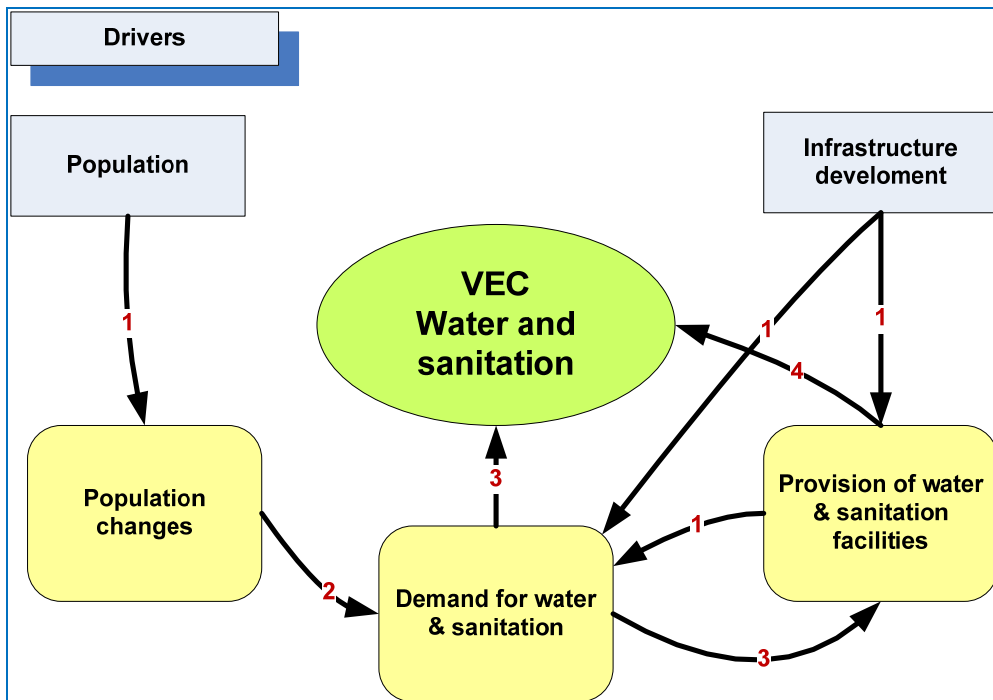 Drivers
Population
Infrastructure
develoment
1
1
1
VEC
Water and
sanitation
4
3
Population
changes
Provision of water
& sanitation
facilities
1
2
Demand for water
& sanitation
3